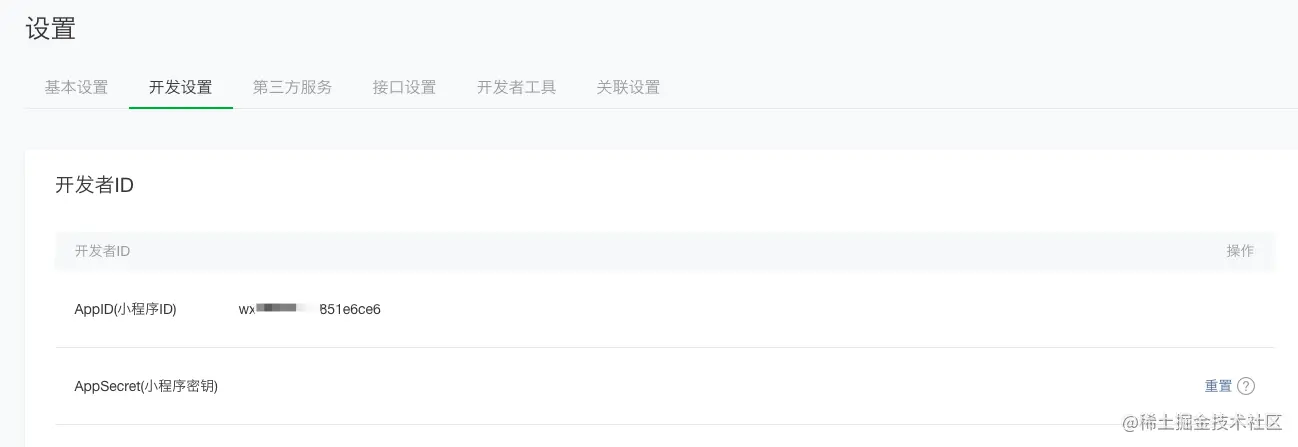 设置
基本设置 开发设置 第三方服务 接口设置 开发者工具 关联设置
开发者ID
开发者ID 操作
AppID(小程序ID) wx 851e6ce6
AppSecret(小程序密钥) 重置 ?
@稀土掘金技术社区